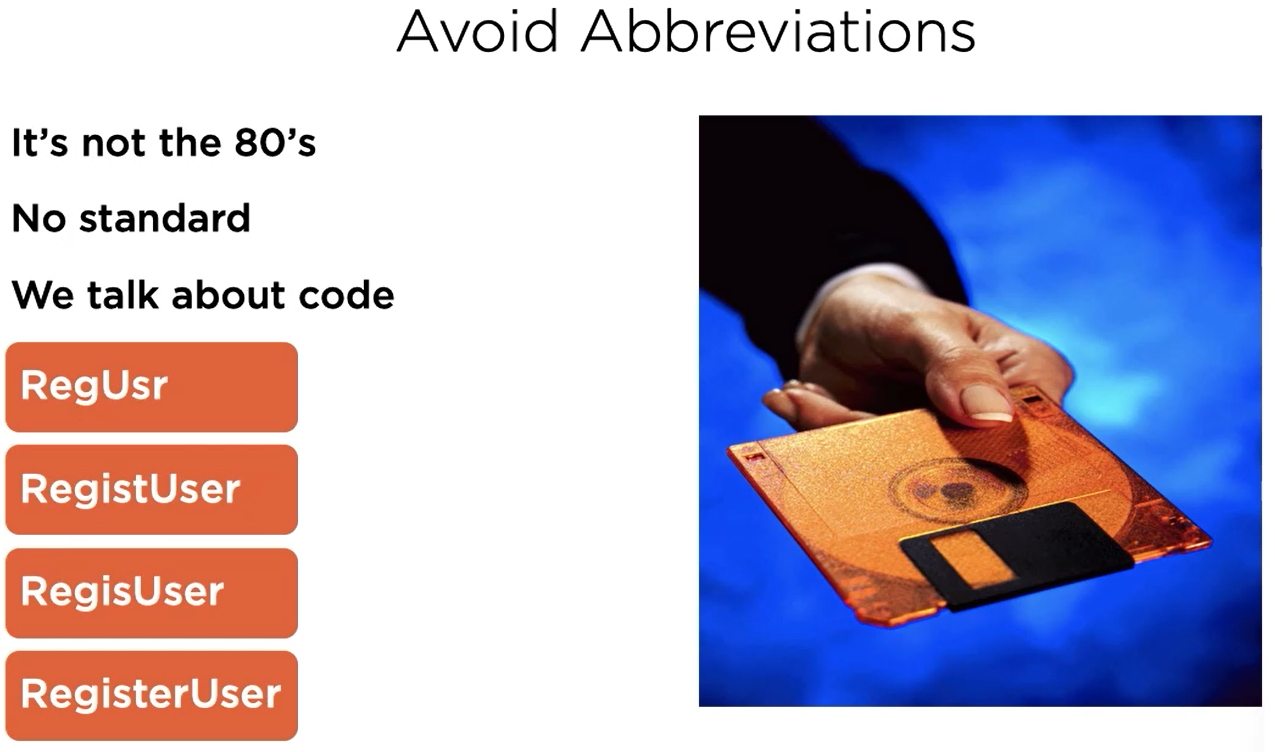 Avoid Abbreviations
It’s not the 80’s
No standard
We talk about code
RegUsr
RegistUser
RegisUser
RegisterUser